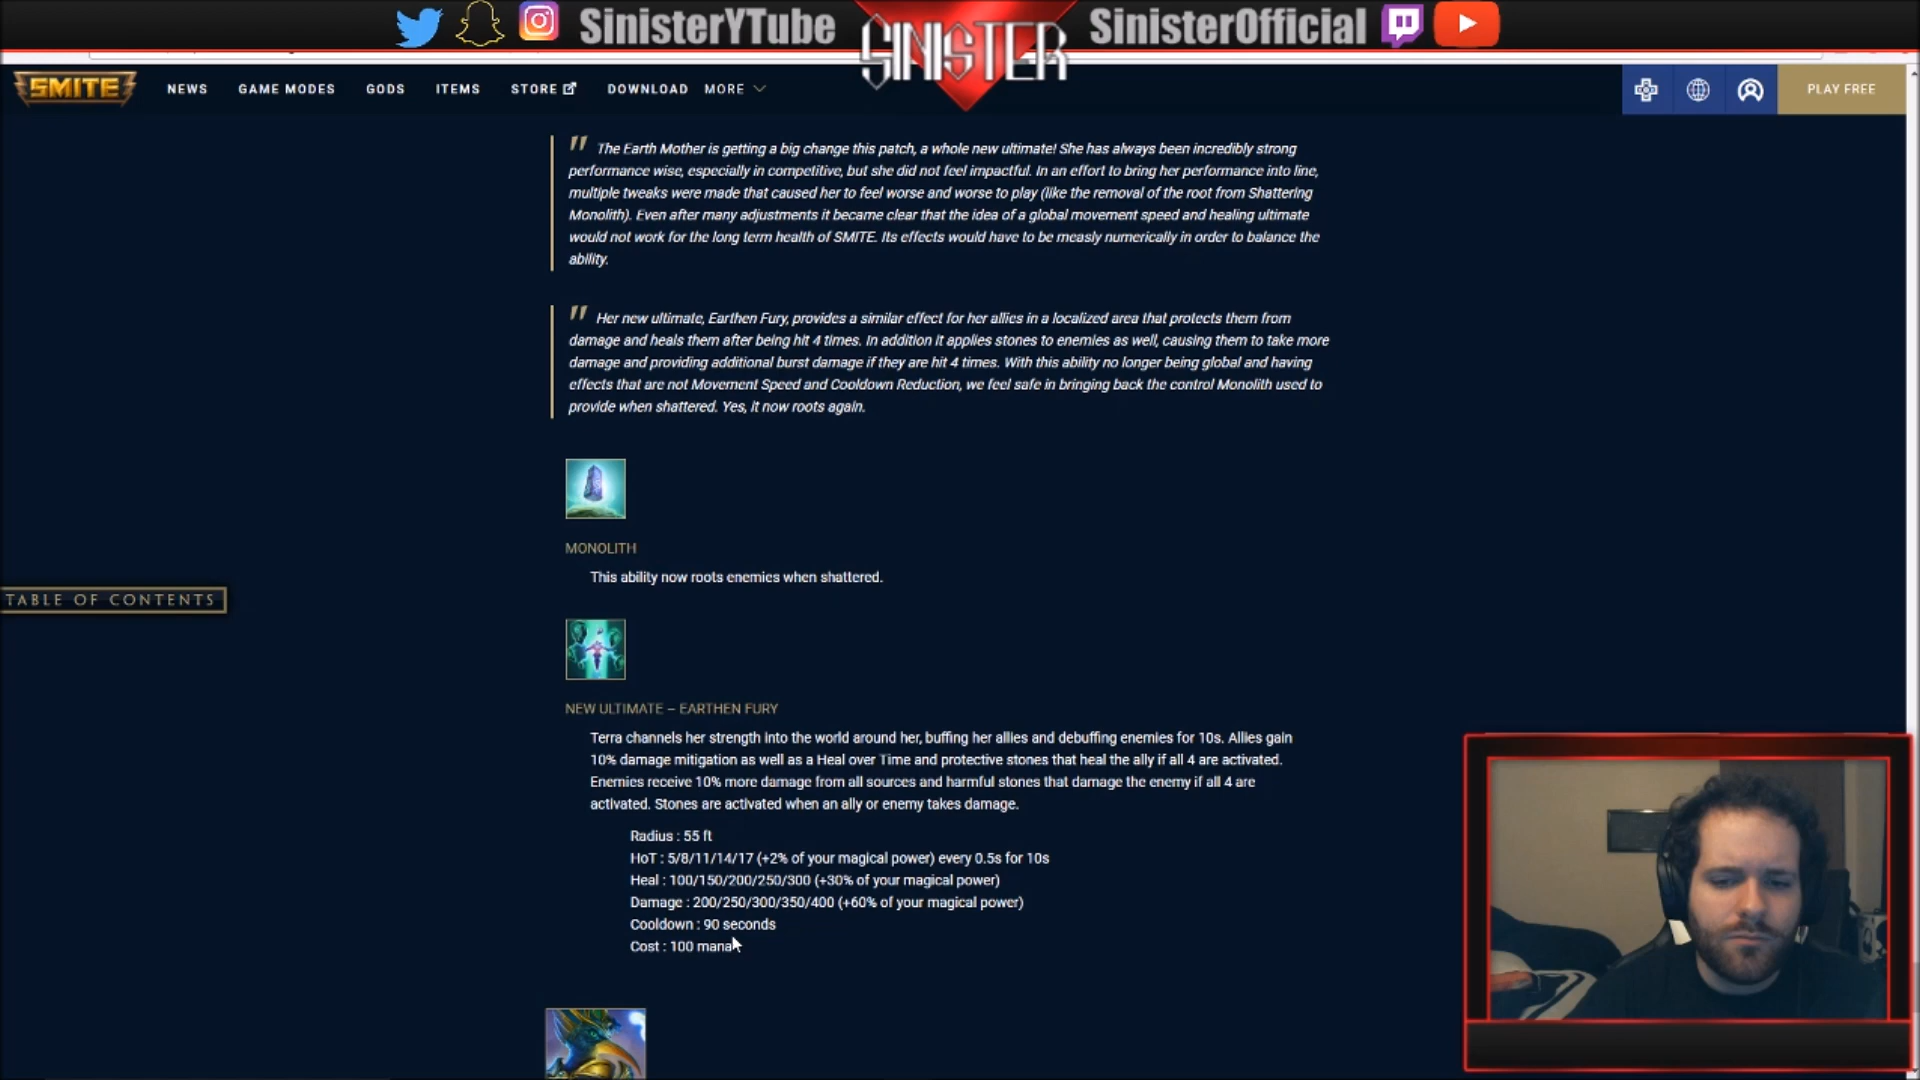 SinisterYTube
SINISTER
SinisterOfficial
SMITE
NEWS
GAME MODES
GODS
ITEMS
STORE
DOWNLOAD
MORE
PLAY FREE
" The Earth Mother is getting a big change this patch, a whole new ultimate! She has always been incredibly strong
performance wise, especially in competitive, but she did not feel impactful. In an effort to bring her performance into line,
multiple tweaks were made that caused her to feel worse and worse to play (like the removal of the root from Shattering
Monolith). Even after many adjustments it became clear that the idea of a global movement speed and healing ultimate
would not work for the long term health of SMITE. Its effects would have to be measly numerically in order to balance the
ability.
" Her new ultimate, Earthen Fury, provides a similar effect for her allies in a localized area that protects them from
damage and heals them after being hit 4 times. In addition it applies stones to enemies as well, causing them to take more
damage and providing additional burst damage if they are hit 4 times. With this ability no longer being global and having
effects that are not Movement Speed and Cooldown Reduction, we feel safe in bringing back the control Monolith used to
provide when shattered. Yes, it now roots again.
MONOLITH
This ability now roots enemies when shattered.
TABLE OF CONTENTS
NEW ULTIMATE – EARTHEN FURY
Terra channels her strength into the world around her, buffing her allies and debuffing enemies for 10s. Allies gain
10% damage mitigation as well as a Heal over Time and protective stones that heal the ally if all 4 are activated.
Enemies receive 10% more damage from all sources and harmful stones that damage the enemy if all 4 are
activated. Stones are activated when an ally or enemy takes damage.
Radius : 55 ft
HoT : 5/8/11/14/17 (+2% of your magical power) every 0.5s for 10s
Heal : 100/150/200/250/300 (+30% of your magical power)
Damage : 200/250/300/350/400 (+60% of your magical power)
Cooldown : 90 seconds
Cost : 100 mana